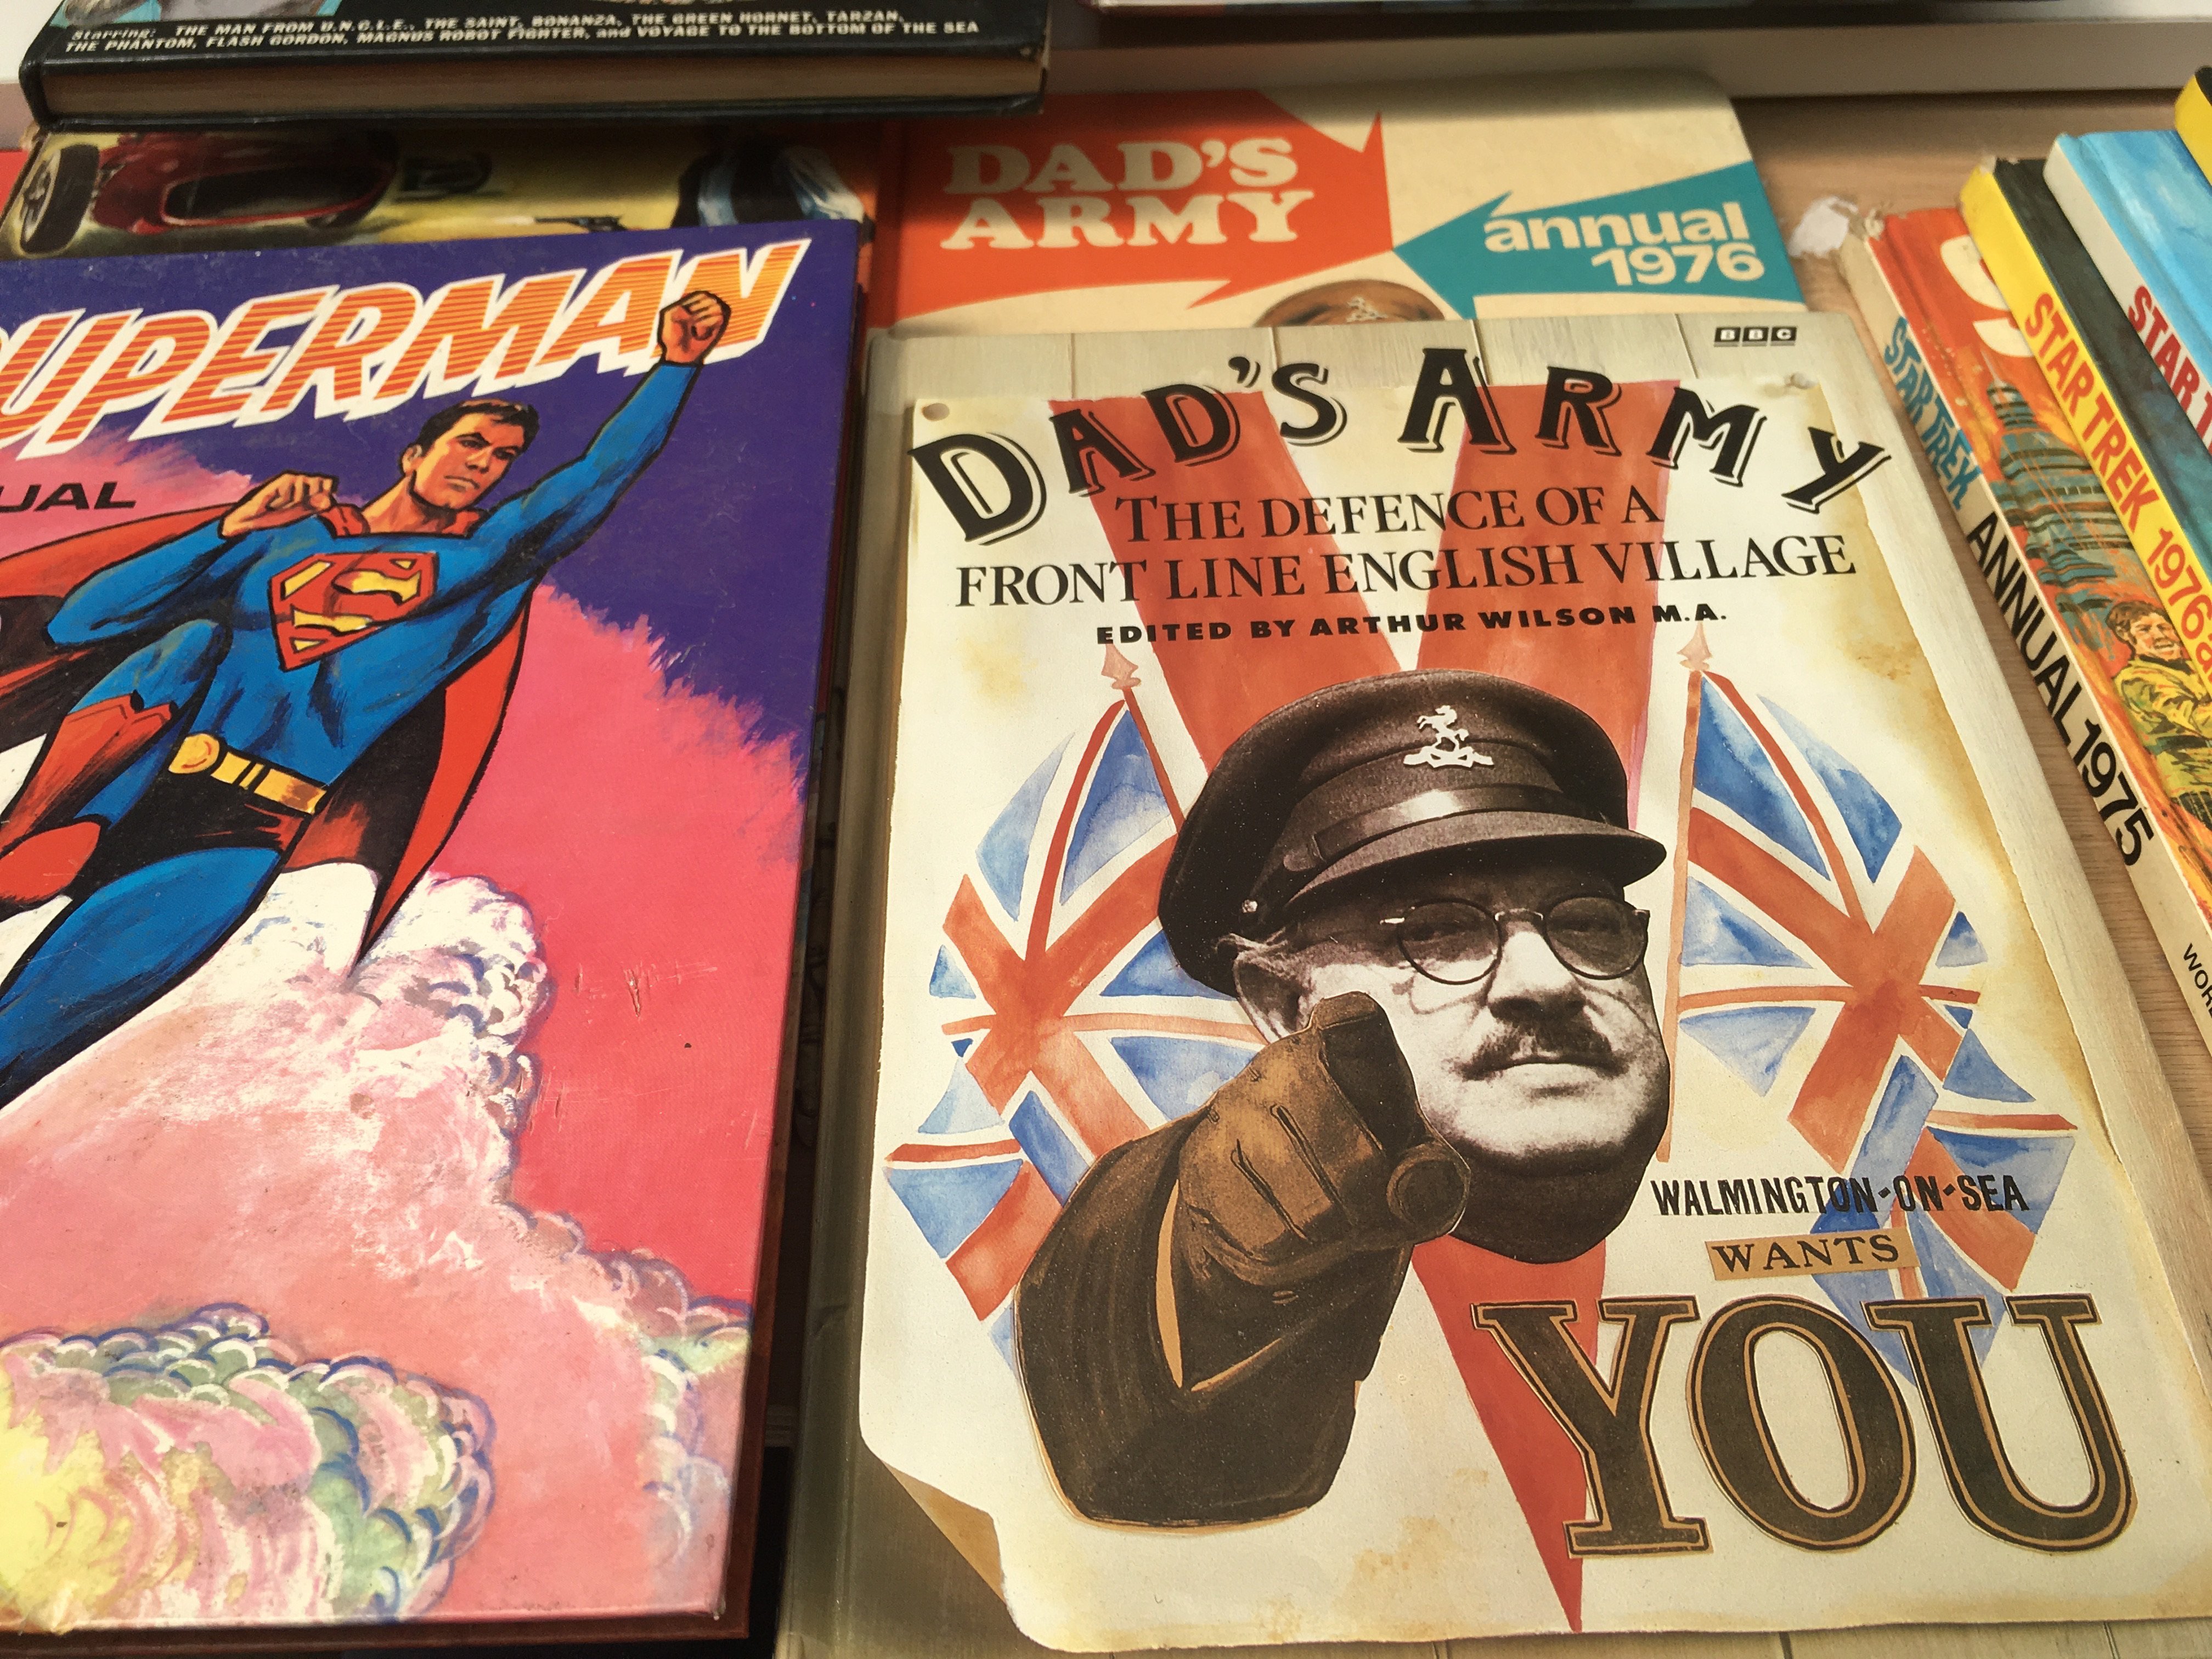 Starring: THE MAN FROM U.N.C.L.E., THE SAINT, BONANZA, THE GREEN HORNET, TARZAN,
THE PHANTOM, FLASH GORDON, MAGNUS ROBOT FIGHTER, and VOYAGE TO THE BOTTOM OF THE SEA
DAD'S
ARMY
annual
1976
SUPERMAN
UAL
S
BBC
DAD'S ARMY
THE DEFENCE OF A
FRONT LINE ENGLISH VILLAGE
EDITED BY ARTHUR WILSON M.A.
WALMINGTON-ON-SEA
WANTS
YOU
STAR TREK ANNUAL 1975
STAR TREK 1976
STAR